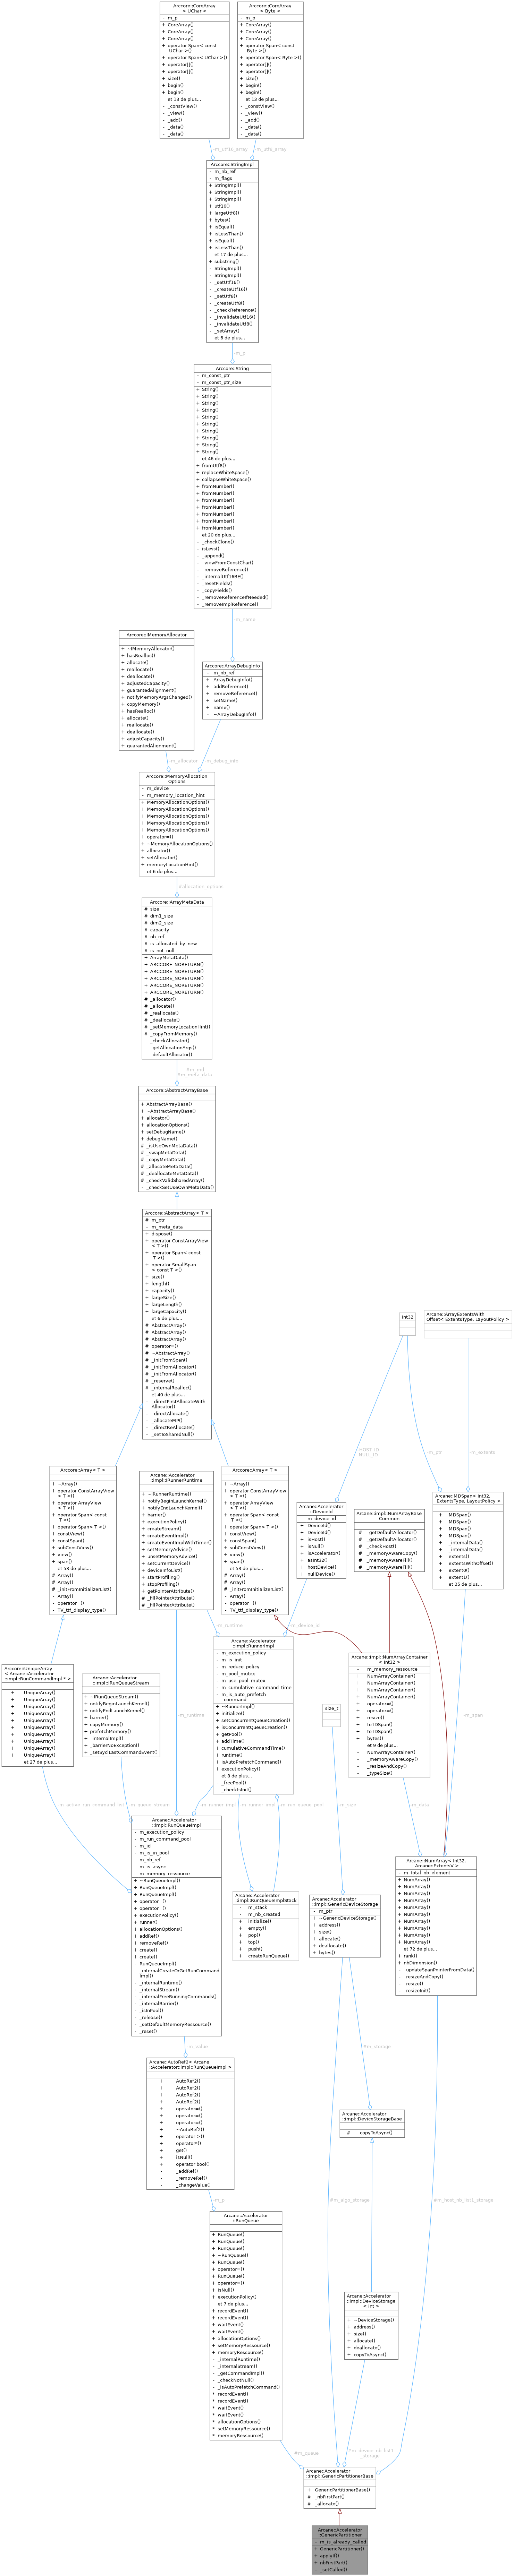 Arccore::CoreArray
< UChar >
- m_p
+ CoreArray()
+ CoreArray()
+ CoreArray()
+ operator Span< const
UChar >()
+ operator Span< UChar >()
+ operator[]()
+ operator[]()
+ size()
+ begin()
+ begin()
et 13 de plus...
- _constView()
- _view()
- _add()
- _data()
- _data()
Arccore::CoreArray
< Byte >
- m_p
+ CoreArray()
+ CoreArray()
+ CoreArray()
+ operator Span< const
Byte >()
+ operator Span< Byte >()
+ operator[]()
+ operator[]()
+ size()
+ begin()
+ begin()
et 13 de plus...
- _constView()
- _view()
- _add()
- _data()
- _data()
-m_utf16_array
-m_utf8_array
Arccore::StringImpl
- m_nb_ref
- m_flags
+ StringImpl()
+ StringImpl()
+ StringImpl()
+ utf16()
+ largeUtf8()
+ bytes()
+ isEqual()
+ isLessThan()
+ isEqual()
+ isLessThan()
et 17 de plus...
+ substring()
- StringImpl()
- StringImpl()
- _setUtf16()
- _createUtf16()
- _setUtf8()
- _createUtf8()
- _checkReference()
- _invalidateUtf16()
- _invalidateUtf8()
- _setArray()
et 6 de plus...
-m_p
Arccore::String
- m_const_ptr
- m_const_ptr_size
+ String()
+ String()
+ String()
+ String()
+ String()
+ String()
+ String()
+ String()
+ String()
+ String()
et 46 de plus...
+ fromUtf8()
+ replaceWhiteSpace()
+ collapseWhiteSpace()
+ fromNumber()
+ fromNumber()
+ fromNumber()
+ fromNumber()
+ fromNumber()
+ fromNumber()
+ fromNumber()
et 20 de plus...
- _checkClone()
- isLess()
- _append()
- _viewFromConstChar()
- _removeReference()
- _internalUtf16BE()
- _resetFields()
- _copyFields()
- _removeReferenceIfNeeded()
- _removeImplReference()
-m_name
Arccore::IMemoryAllocator
+ ~IMemoryAllocator()
+ hasRealloc()
+ allocate()
+ reallocate()
+ deallocate()
+ adjustedCapacity()
+ guarantedAlignment()
+ notifyMemoryArgsChanged()
+ copyMemory()
+ hasRealloc()
+ allocate()
+ reallocate()
+ deallocate()
+ adjustCapacity()
+ guarantedAlignment()
Arccore::ArrayDebugInfo
- m_nb_ref
+ ArrayDebugInfo()
+ addReference()
+ removeReference()
+ setName()
+ name()
- ~ArrayDebugInfo()
-m_allocator
-m_debug_info
Arccore::MemoryAllocation
Options
- m_device
- m_memory_location_hint
+ MemoryAllocationOptions()
+ MemoryAllocationOptions()
+ MemoryAllocationOptions()
+ MemoryAllocationOptions()
+ MemoryAllocationOptions()
+ operator=()
+ ~MemoryAllocationOptions()
+ allocator()
+ setAllocator()
+ memoryLocationHint()
et 6 de plus...
#allocation_options
Arccore::ArrayMetaData
# size
# dim1_size
# dim2_size
# capacity
# nb_ref
# is_allocated_by_new
# is_not_null
+ ArrayMetaData()
+ ARCCORE_NORETURN()
+ ARCCORE_NORETURN()
+ ARCCORE_NORETURN()
+ ARCCORE_NORETURN()
+ ARCCORE_NORETURN()
# _allocator()
# _allocate()
# _reallocate()
# _deallocate()
# _setMemoryLocationHint()
# _copyFromMemory()
- _checkAllocator()
- _getAllocationArgs()
- _defaultAllocator()
#m_md
#m_meta_data
Arccore::AbstractArrayBase
+ AbstractArrayBase()
+ ~AbstractArrayBase()
+ allocator()
+ allocationOptions()
+ setDebugName()
+ debugName()
# _isUseOwnMetaData()
# _swapMetaData()
# _copyMetaData()
# _allocateMetaData()
# _deallocateMetaData()
# _checkValidSharedArray()
- _checkSetUseOwnMetaData()
Arccore::AbstractArray< T >
# m_ptr
- m_meta_data
+ dispose()
+ operator ConstArrayView
< T >()
+ operator Span< const
T >()
+ operator SmallSpan
< const T >()
+ size()
+ length()
+ capacity()
+ largeSize()
+ largeLength()
+ largeCapacity()
et 6 de plus...
# AbstractArray()
# AbstractArray()
# AbstractArray()
# operator=()
# ~AbstractArray()
# _initFromSpan()
# _initFromAllocator()
# _initFromAllocator()
# _reserve()
# _internalRealloc()
et 40 de plus...
- _directFirstAllocateWith
Allocator()
- _directAllocate()
- _allocateMP()
- _directReAllocate()
- _setToSharedNull()
Int32
Arcane::ArrayExtentsWith
Offset< ExtentsType, LayoutPolicy >
+HOST_ID
+NULL_ID
-m_ptr
-m_extents
Arccore::Array< T >
+ ~Array()
+ operator ConstArrayView
< T >()
+ operator ArrayView
< T >()
+ operator Span< const
T >()
+ operator Span< T >()
+ constView()
+ constSpan()
+ subConstView()
+ view()
+ span()
et 53 de plus...
# Array()
# Array()
# _initFromInitializerList()
- Array()
- operator=()
- TV_ttf_display_type()
Arcane::Accelerator
::IRunnerRuntime
+ ~IRunnerRuntime()
+ notifyBeginLaunchKernel()
+ notifyEndLaunchKernel()
+ barrier()
+ executionPolicy()
+ createStream()
+ createEventImpl()
+ createEventImplWithTimer()
+ setMemoryAdvice()
+ unsetMemoryAdvice()
+ setCurrentDevice()
+ deviceInfoList()
+ startProfiling()
+ stopProfiling()
+ getPointerAttribute()
# _fillPointerAttribute()
# _fillPointerAttribute()
Arccore::Array< T >
+ ~Array()
+ operator ConstArrayView
< T >()
+ operator ArrayView
< T >()
+ operator Span< const
T >()
+ operator Span< T >()
+ constView()
+ constSpan()
+ subConstView()
+ view()
+ span()
et 53 de plus...
# Array()
# Array()
# _initFromInitializerList()
- Array()
- operator=()
- TV_ttf_display_type()
Arcane::Accelerator
::DeviceId
- m_device_id
+ DeviceId()
+ DeviceId()
+ isHost()
+ isNull()
+ isAccelerator()
+ asInt32()
+ hostDevice()
+ nullDevice()
Arcane::impl::NumArrayBase
Common
# _getDefaultAllocator()
# _getDefaultAllocator()
# _checkHost()
# _memoryAwareCopy()
# _memoryAwareFill()
# _memoryAwareFill()
Arcane::MDSpan< Int32,
ExtentsType, LayoutPolicy >
+ MDSpan()
+ MDSpan()
+ MDSpan()
+ MDSpan()
+ _internalData()
+ _internalData()
+ extents()
+ extentsWithOffset()
+ extent0()
+ extent1()
et 25 de plus...
-m_runtime
-m_device_id
Arccore::UniqueArray
< Arcane::Accelerator
::impl::RunCommandImpl * >
+ UniqueArray()
+ UniqueArray()
+ UniqueArray()
+ UniqueArray()
+ UniqueArray()
+ UniqueArray()
+ UniqueArray()
+ UniqueArray()
+ UniqueArray()
+ UniqueArray()
et 27 de plus...
Arcane::Accelerator
::impl::IRunQueueStream
+ ~IRunQueueStream()
+ notifyBeginLaunchKernel()
+ notifyEndLaunchKernel()
+ barrier()
+ copyMemory()
+ prefetchMemory()
+ _internalImpl()
+ _barrierNoException()
+ _setSyclLastCommandEvent()
-m_runtime
Arcane::Accelerator
::impl::RunnerImpl
- m_execution_policy
- m_is_init
- m_reduce_policy
- m_pool_mutex
- m_use_pool_mutex
- m_cumulative_command_time
- m_is_auto_prefetch
_command
+ ~RunnerImpl()
+ initialize()
+ setConcurrentQueueCreation()
+ isConcurrentQueueCreation()
+ getPool()
+ addTime()
+ cumulativeCommandTime()
+ runtime()
+ isAutoPrefetchCommand()
+ executionPolicy()
et 8 de plus...
- _freePool()
- _checkIsInit()
size_t
Arcane::impl::NumArrayContainer
< Int32 >
- m_memory_ressource
+ NumArrayContainer()
+ NumArrayContainer()
+ NumArrayContainer()
+ NumArrayContainer()
+ operator=()
+ operator=()
+ resize()
+ to1DSpan()
+ to1DSpan()
+ bytes()
et 9 de plus...
- NumArrayContainer()
- _memoryAwareCopy()
- _resizeAndCopy()
- _typeSize()
-m_span
-m_active_run_command_list
-m_queue_stream
-m_runner_impl
-m_runner_impl
-m_run_queue_pool
-m_size
-m_data
Arcane::Accelerator
::impl::RunQueueImpl
- m_execution_policy
- m_run_command_pool
- m_id
- m_is_in_pool
- m_nb_ref
- m_is_async
- m_memory_ressource
+ ~RunQueueImpl()
+ RunQueueImpl()
+ RunQueueImpl()
+ operator=()
+ operator=()
+ executionPolicy()
+ runner()
+ allocationOptions()
+ addRef()
+ removeRef()
+ create()
+ create()
- RunQueueImpl()
- _internalCreateOrGetRunCommand
Impl()
- _internalRuntime()
- _internalStream()
- _internalFreeRunningCommands()
- _internalBarrier()
- _isInPool()
- _release()
- _setDefaultMemoryRessource()
- _reset()
Arcane::Accelerator
::impl::RunQueueImplStack
- m_stack
- m_nb_created
+ initialize()
+ empty()
+ pop()
+ top()
+ push()
+ createRunQueue()
Arcane::Accelerator
::impl::GenericDeviceStorage
- m_ptr
+ ~GenericDeviceStorage()
+ address()
+ size()
+ allocate()
+ deallocate()
+ bytes()
Arcane::NumArray< Int32,
Arcane::ExtentsV >
- m_total_nb_element
+ NumArray()
+ NumArray()
+ NumArray()
+ NumArray()
+ NumArray()
+ NumArray()
+ NumArray()
+ NumArray()
+ NumArray()
+ NumArray()
et 72 de plus...
+ rank()
+ nbDimension()
- _updateSpanPointerFromData()
- _resizeAndCopy()
- _resize()
- _resizeInit()
-m_value
#m_storage
Arcane::AutoRef2< Arcane
::Accelerator::impl::RunQueueImpl >
+ AutoRef2()
+ AutoRef2()
+ AutoRef2()
+ AutoRef2()
+ operator=()
+ operator=()
+ operator=()
+ ~AutoRef2()
+ operator->()
+ operator*()
+ get()
+ isNull()
+ operator bool()
- _addRef()
- _removeRef()
- _changeValue()
Arcane::Accelerator
::impl::DeviceStorageBase
# _copyToAsync()
-m_p
#m_algo_storage
#m_host_nb_list1_storage
Arcane::Accelerator
::RunQueue
+ RunQueue()
+ RunQueue()
+ RunQueue()
+ ~RunQueue()
+ RunQueue()
+ operator=()
+ RunQueue()
+ operator=()
+ isNull()
+ executionPolicy()
et 7 de plus...
+ recordEvent()
+ recordEvent()
+ waitEvent()
+ waitEvent()
+ allocationOptions()
+ setMemoryRessource()
+ memoryRessource()
- _internalRuntime()
- _internalStream()
- _getCommandImpl()
- _checkNotNull()
- _isAutoPrefetchCommand()
* recordEvent()
* recordEvent()
* waitEvent()
* waitEvent()
* allocationOptions()
* setMemoryRessource()
* memoryRessource()
Arcane::Accelerator
::impl::DeviceStorage
< int >
+ ~DeviceStorage()
+ address()
+ size()
+ allocate()
+ deallocate()
+ copyToAsync()
#m_queue
#m_device_nb_list1
_storage
Arcane::Accelerator
::impl::GenericPartitionerBase
+ GenericPartitionerBase()
# _nbFirstPart()
# _allocate()
Arcane::Accelerator
::GenericPartitioner
- m_is_already_called
+ GenericPartitioner()
+ applyIf()
+ nbFirstPart()
- _setCalled()